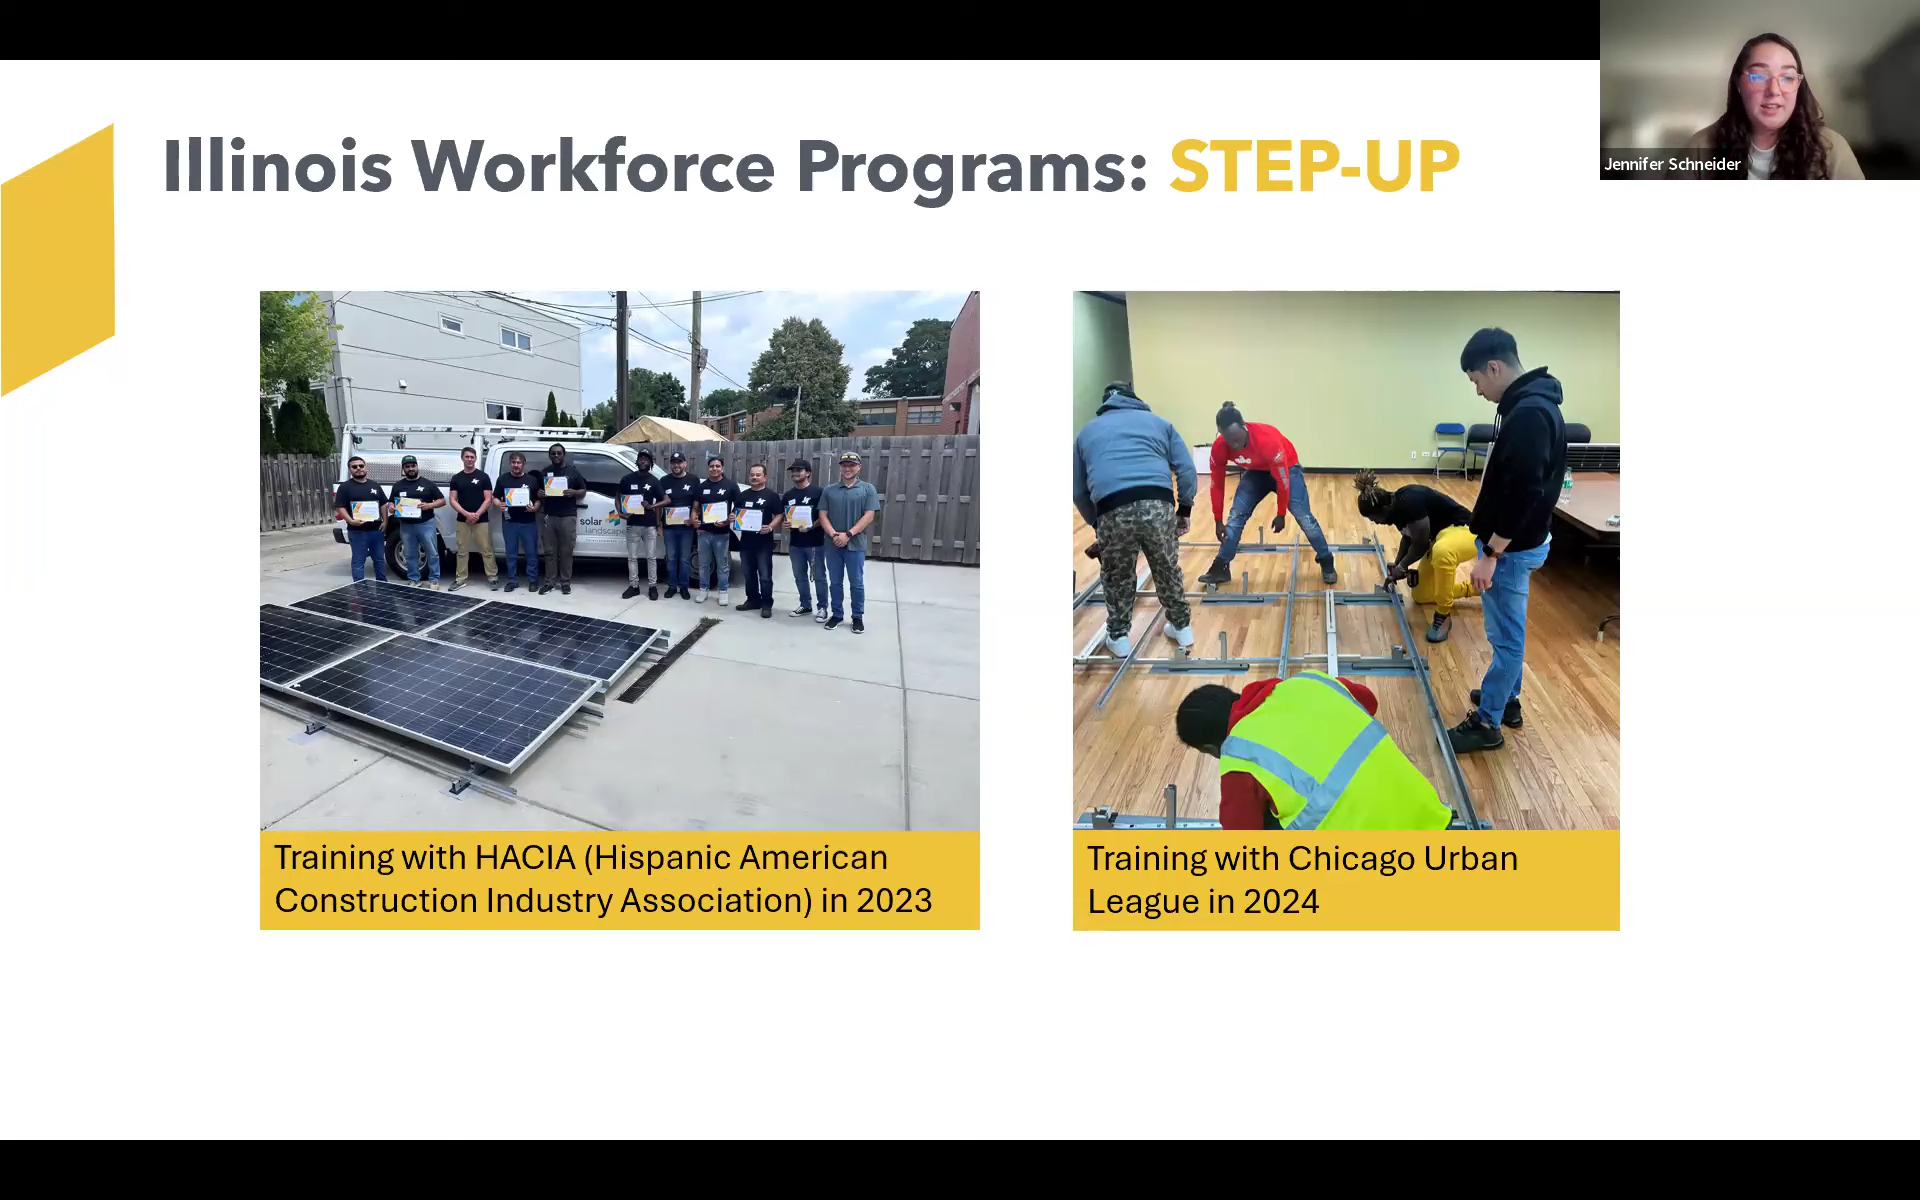 Illinois Workforce Programs: STEP-UP
Jennifer Schneider
solar
landscape
Training with HACIA (Hispanic American
Construction Industry Association) in 2023
Training with Chicago Urban
League in 2024